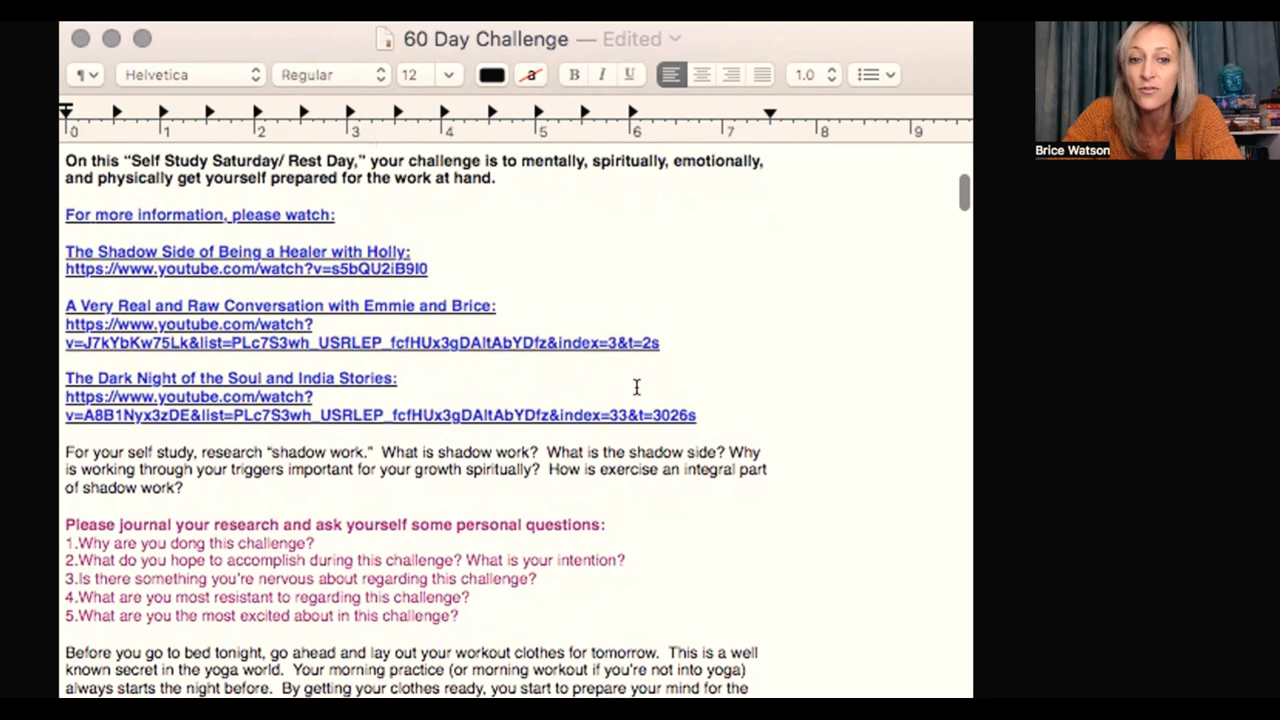 60 Day Challenge — Edited
¶ Helvetica Regular 12 a B I U 1.0
0 1 2 3 4 5 6 7 8 9
On this “Self Study Saturday/ Rest Day,” your challenge is to mentally, spiritually, emotionally,
and physically get yourself prepared for the work at hand.
For more information, please watch:
The Shadow Side of Being a Healer with Holly:
https://www.youtube.com/watch?v=s5bQU2iB9I0
A Very Real and Raw Conversation with Emmie and Brice:
https://www.youtube.com/watch?
v=J7kYbKw75Lk&list=PLc7S3wh_USRLEP_fcfHUx3gDAltAbYDfz&index=3&t=2s
The Dark Night of the Soul and India Stories:
https://www.youtube.com/watch?
v=A8B1Nyx3zDE&list=PLc7S3wh_USRLEP_fcfHUx3gDAltAbYDfz&index=33&t=3026s
For your self study, research “shadow work.” What is shadow work? What is the shadow side? Why
is working through your triggers important for your growth spiritually? How is exercise an integral part
of shadow work?
Please journal your research and ask yourself some personal questions:
1.Why are you dong this challenge?
2.What do you hope to accomplish during this challenge? What is your intention?
3.Is there something you're nervous about regarding this challenge?
4.What are you most resistant to regarding this challenge?
5.What are you the most excited about in this challenge?
Before you go to bed tonight, go ahead and lay out your workout clothes for tomorrow. This is a well
known secret in the yoga world. Your morning practice (or morning workout if you're not into yoga)
always starts the night before. By getting your clothes ready, you start to prepare your mind for the
Brice Watson